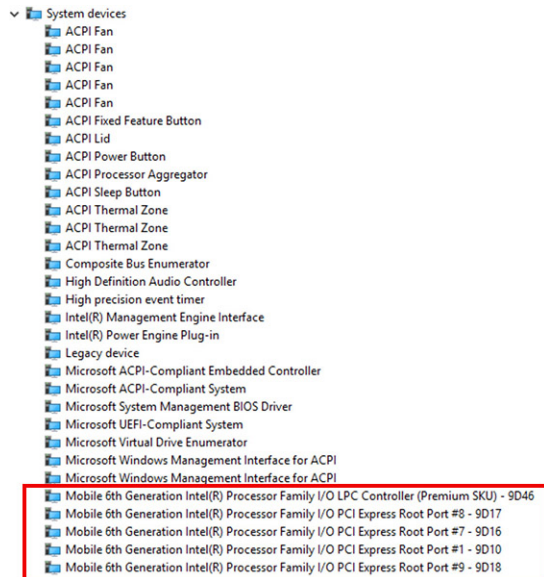 System devices
ACPI Fan
ACPI Fan
ACPI Fan
ACPI Fan
ACPI Fan
ACPI Fixed Feature Button
ACPI Lid
ACPI Power Button
ACPI Processor Aggregator
ACPI Sleep Button
ACPI Thermal Zone
ACPI Thermal Zone
ACPI Thermal Zone
Composite Bus Enumerator
High Definition Audio Controller
High precision event timer
Intel(R) Management Engine Interface
Intel(R) Power Engine Plug-in
Legacy device
Microsoft ACPI-Compliant Embedded Controller
Microsoft ACPI-Compliant System
Microsoft System Management BIOS Driver
Microsoft UEFI-Compliant System
Microsoft Virtual Drive Enumerator
Microsoft Windows Management Interface for ACPI
Microsoft Windows Management Interface for ACPI
Mobile 6th Generation Intel(R) Processor Family I/O LPC Controller (Premium SKU) - 9D46
Mobile 6th Generation Intel(R) Processor Family I/O PCI Express Root Port #8 - 9D17
Mobile 6th Generation Intel(R) Processor Family I/O PCI Express Root Port #7 - 9D16
Mobile 6th Generation Intel(R) Processor Family I/O PCI Express Root Port #1 - 9D10
Mobile 6th Generation Intel(R) Processor Family I/O PCI Express Root Port #9 - 9D18